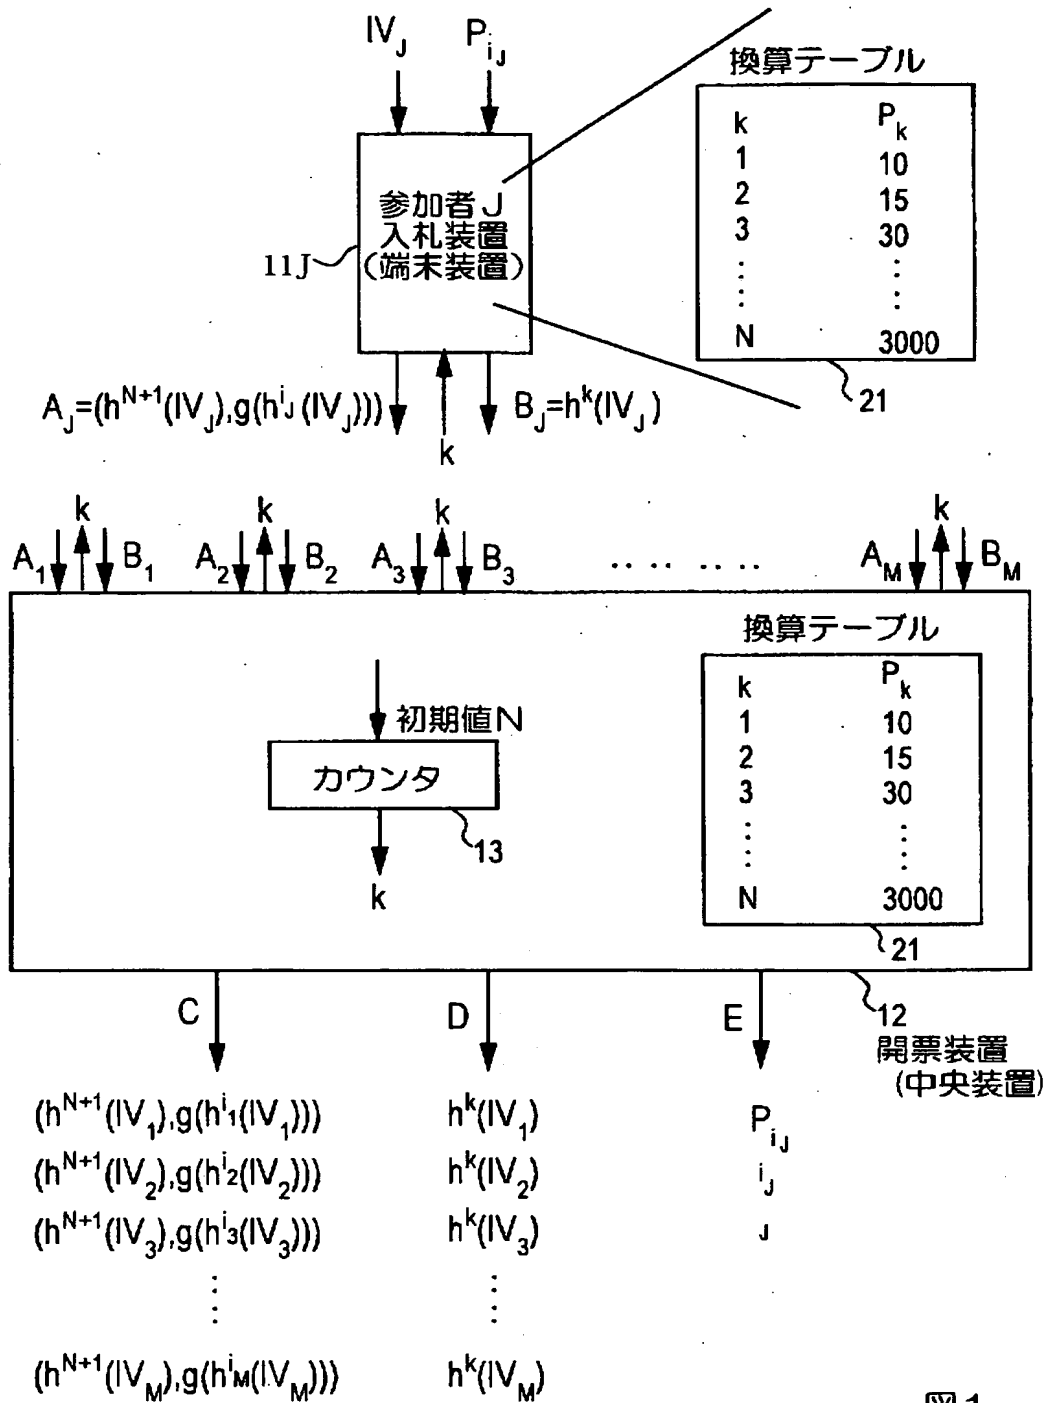 IV_J P_{i_J}
換算テーブル
k P_k
1 10
2 15
3 30
N 3000
21
参加者J
入札装置
(端末装置)
11J
A_J=(h^{N+1}(IV_J),g(h^{i_J}(IV_J)))
k
B_J=h^k(IV_J)
A_1 k B_1 A_2 k B_2 A_3 k B_3 ‥‥‥‥ A_M k B_M
換算テーブル
k P_k
1 10
2 15
3 30
N 3000
21
初期値N
カウンタ
13
k
12
開票装置
(中央装置)
C D E
(h^{N+1}(IV_1),g(h^{i_1}(IV_1))) h^k(IV_1) P_{i_J}
(h^{N+1}(IV_2),g(h^{i_2}(IV_2))) h^k(IV_2) i_J
(h^{N+1}(IV_3),g(h^{i_3}(IV_3))) h^k(IV_3) J
(h^{N+1}(IV_M),g(h^{i_M}(IV_M))) h^k(IV_M)
図1